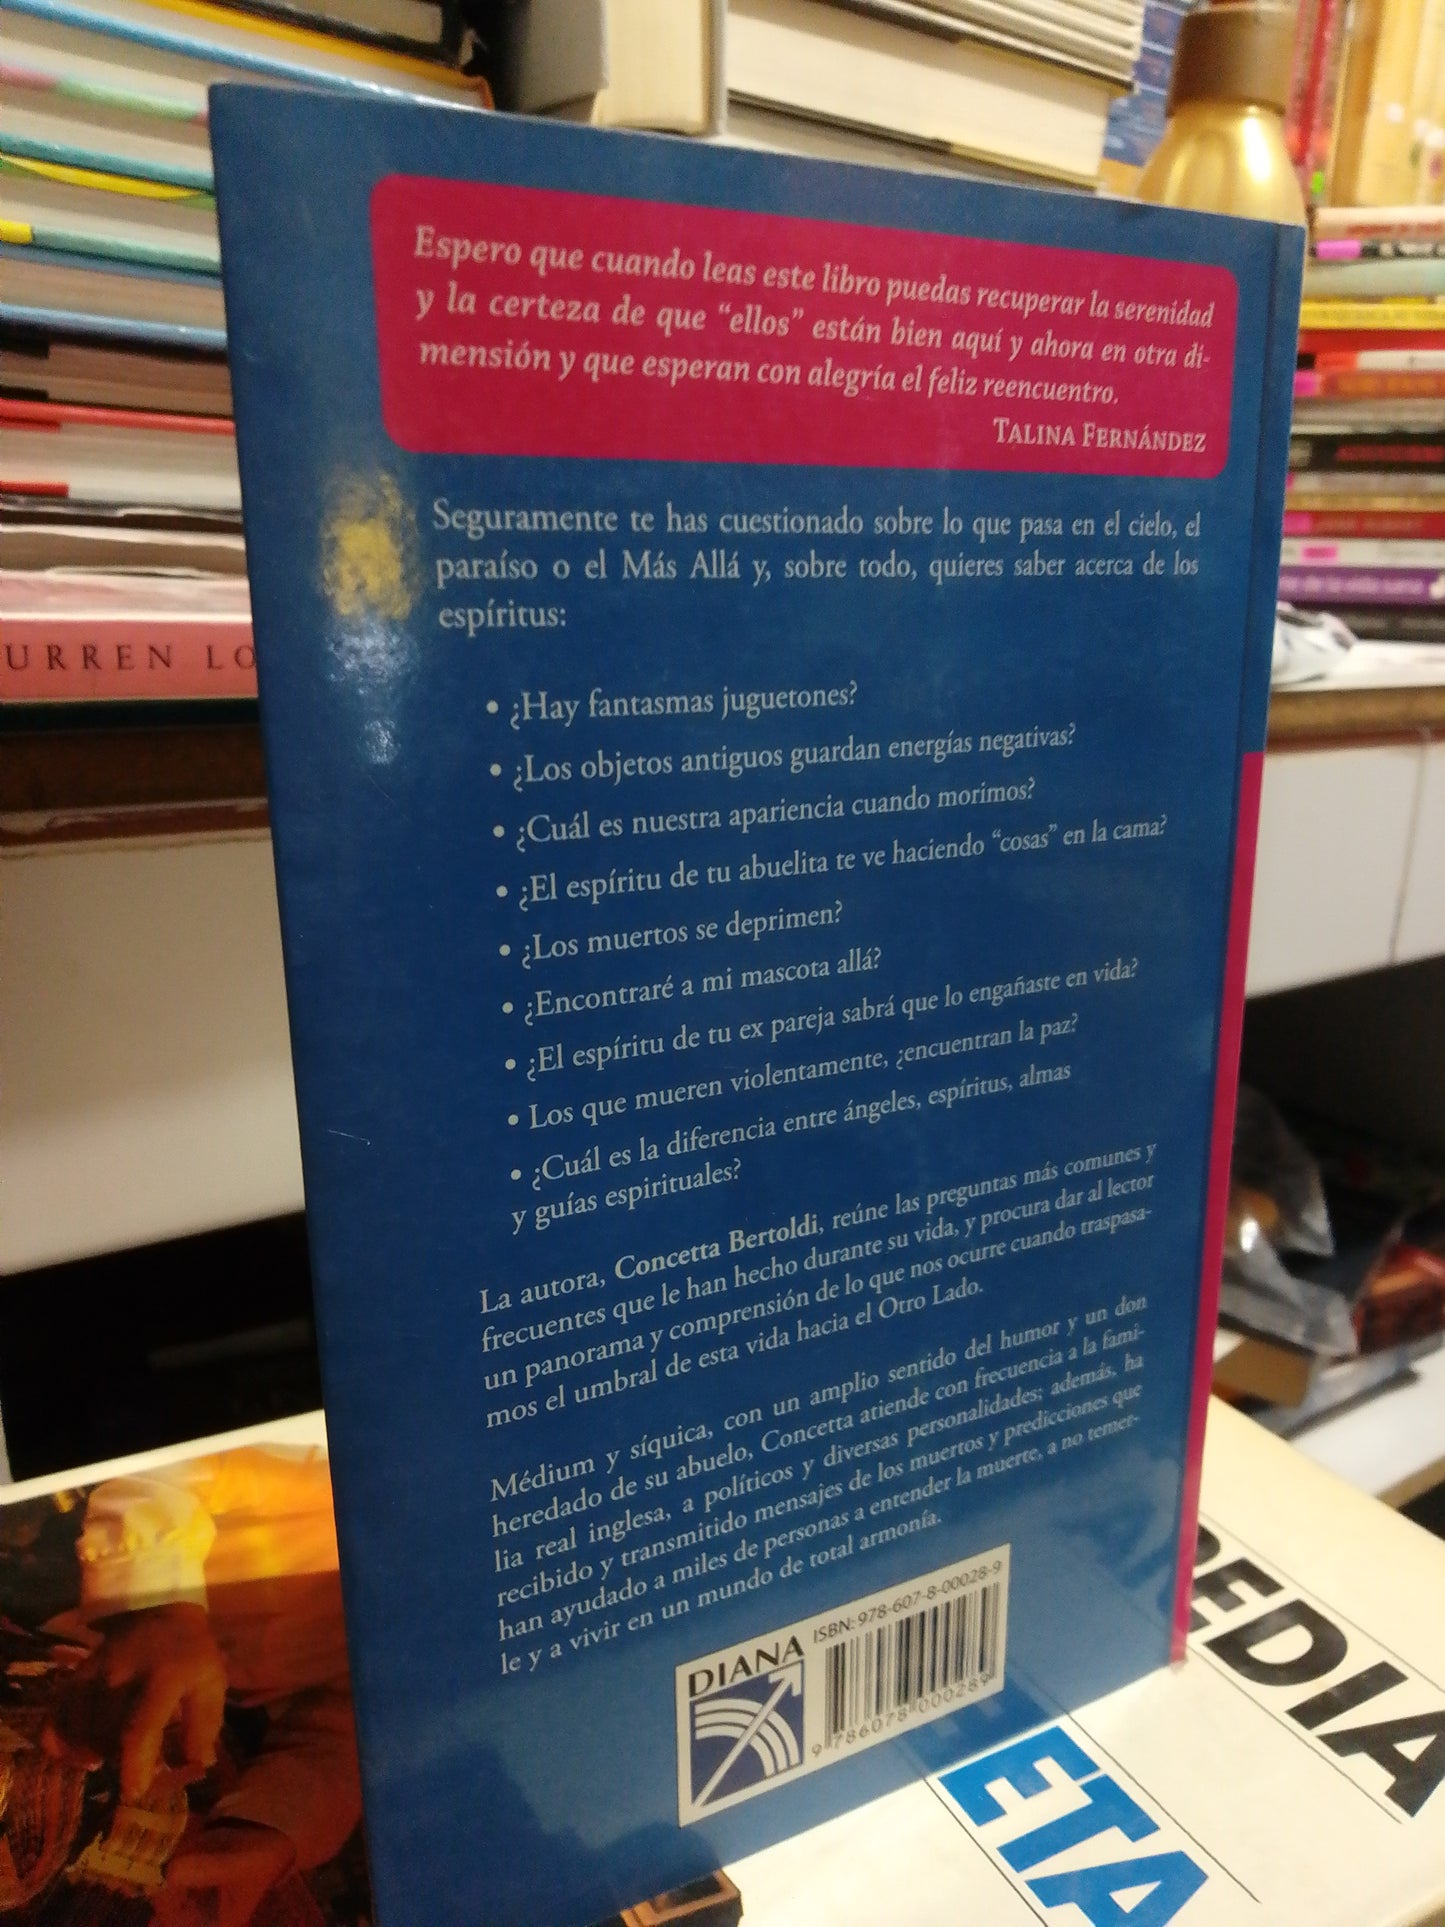 Espero que cuando leas este libro puedas recuperar la serenidad
y la certeza de que “ellos” están bien aquí y ahora en otra di-
mensión y que esperan con alegría el feliz reencuentro.
TALINA FERNÁNDEZ
Seguramente te has cuestionado sobre lo que pasa en el cielo, el
paraíso o el Más Allá y, sobre todo, quieres saber acerca de los
espíritus:
• ¿Hay fantasmas juguetones?
• ¿Los objetos antiguos guardan energías negativas?
• ¿Cuál es nuestra apariencia cuando morimos?
• ¿El espíritu de tu abuelita te ve haciendo “cosas” en la cama?
• ¿Los muertos se deprimen?
• ¿Encontraré a mi mascota allá?
• ¿El espíritu de tu ex pareja sabrá que lo engañaste en vida?
• Los que mueren violentamente, ¿encuentran la paz?
• ¿Cuál es la diferencia entre ángeles, espíritus, almas
y guías espirituales?
La autora, Concetta Bertoldi, reúne las preguntas más comunes y
frecuentes que le han hecho durante su vida, y procura dar al lector
un panorama y comprensión de lo que nos ocurre cuando traspasa-
mos el umbral de esta vida hacia el Otro Lado.
Médium y síquica, con un amplio sentido del humor y un don
heredado de su abuelo, Concetta atiende con frecuencia a la fami-
lia real inglesa, a políticos y diversas personalidades; además, ha
recibido y transmitido mensajes de los muertos y predicciones que
han ayudado a miles de personas a entender la muerte, a no temer-
le y a vivir en un mundo de total armonía.
DIANA
ISBN: 978-607-8-00028-9
9 786078 000289
URREN LO
EDIA
ETA